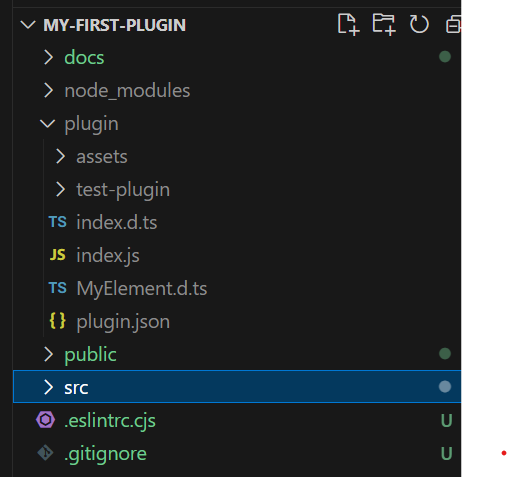 MY-FIRST-PLUGIN
docs
node_modules
plugin
assets
test-plugin
TS index.d.ts
JS index.js
TS MyElement.d.ts
{} plugin.json
public
src
.eslintrc.cjs U
.gitignore U